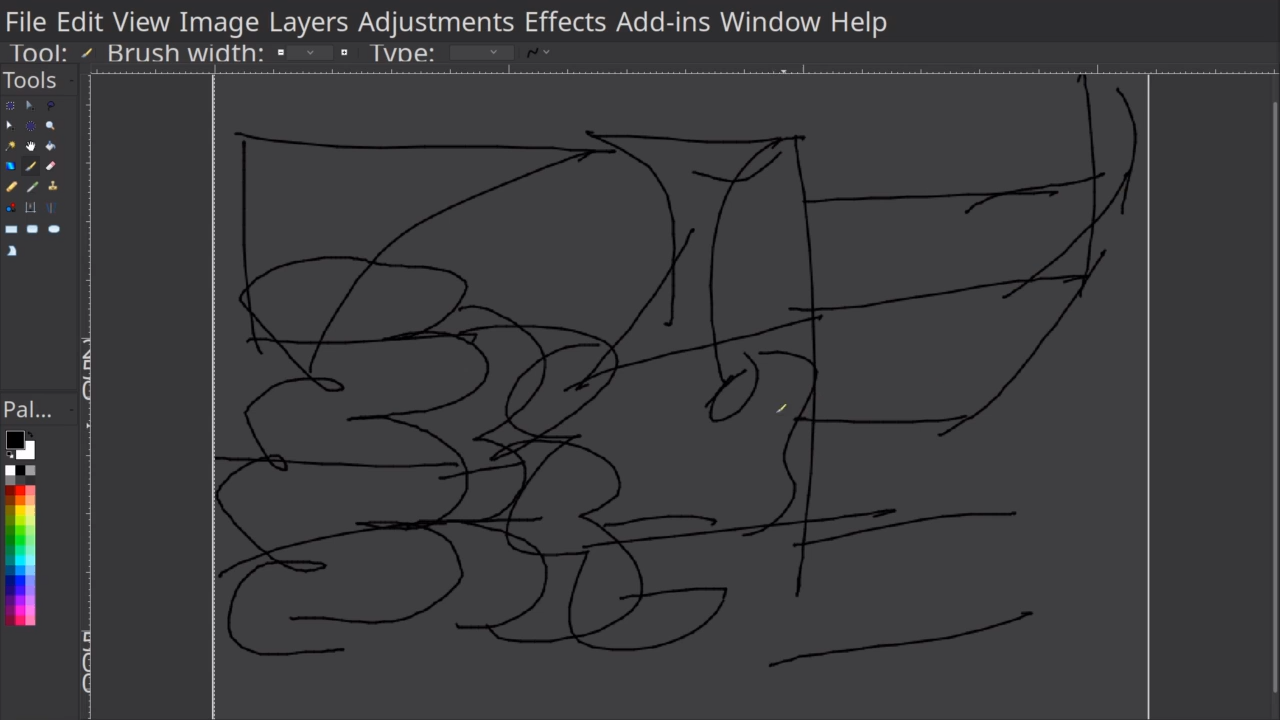 File Edit View Image Layers Adjustments Effects Add-ins Window Help
Tool: Brush width: Type:
Tools
Pal...